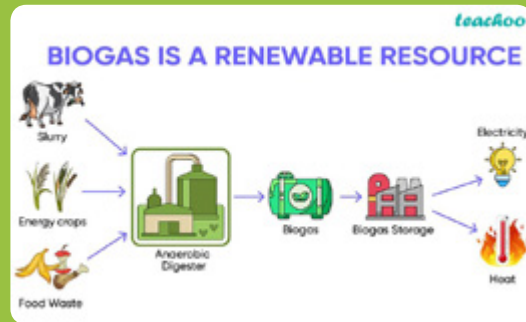 teachoo
BIOGAS IS A RENEWABLE RESOURCE
Slurry
Electricity
Energy crops
Anaerobic
Digester
Biogas
Biogas Storage
Food Waste
Heat